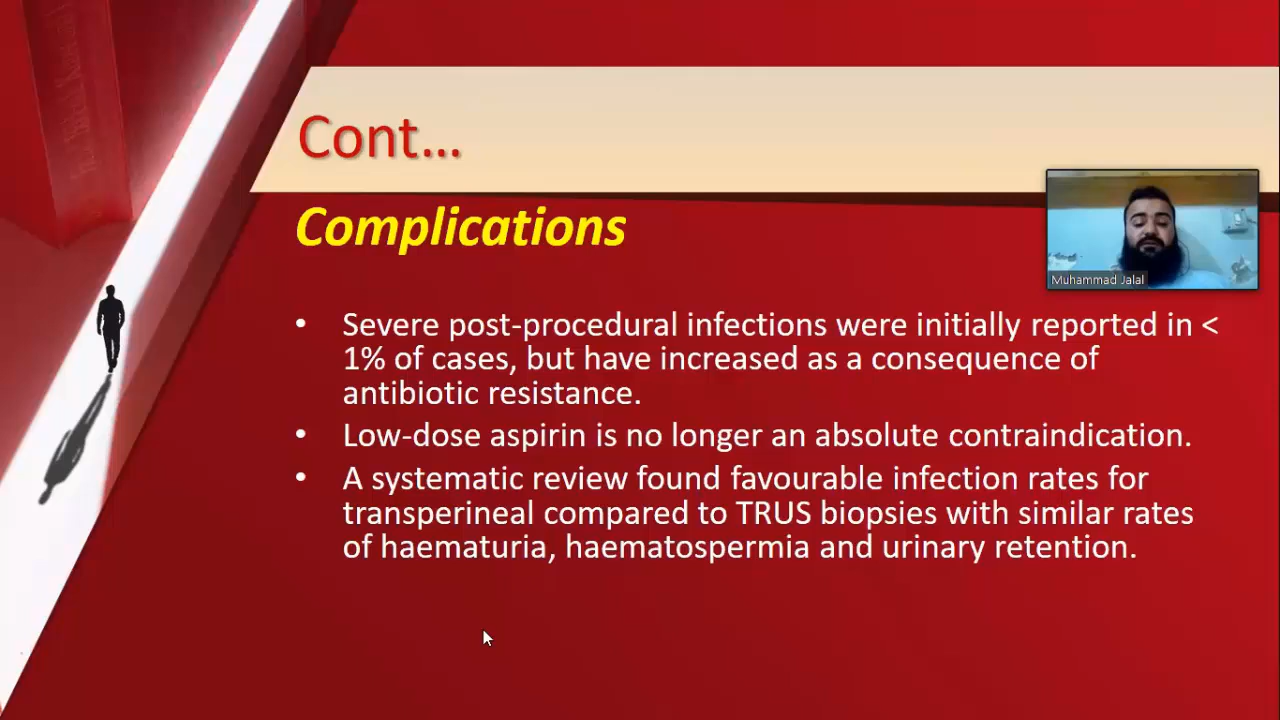 Cont...
Complications
• Severe post-procedural infections were initially reported in <
1% of cases, but have increased as a consequence of
antibiotic resistance.
• Low-dose aspirin is no longer an absolute contraindication.
• A systematic review found favourable infection rates for
transperineal compared to TRUS biopsies with similar rates
of haematuria, haematospermia and urinary retention.
Muhammad Jalal